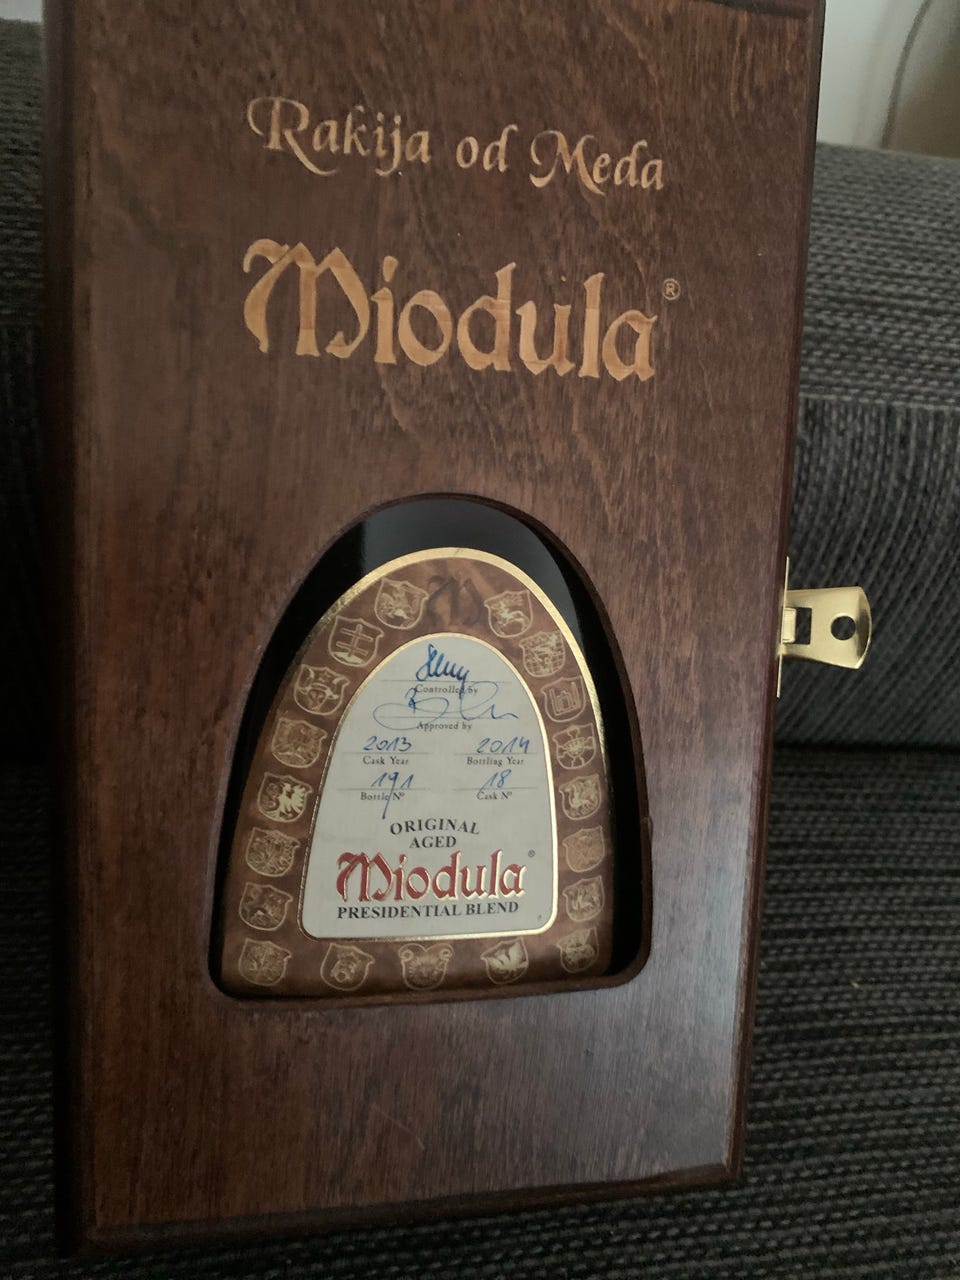 Rakija od Meda
Miodula®
M
Controlled by
Approved by
2013 2014
Cask Year Bottling Year
191 18
Bottle Nº Cask Nº
ORIGINAL
AGED
Miodula®
PRESIDENTIAL BLEND